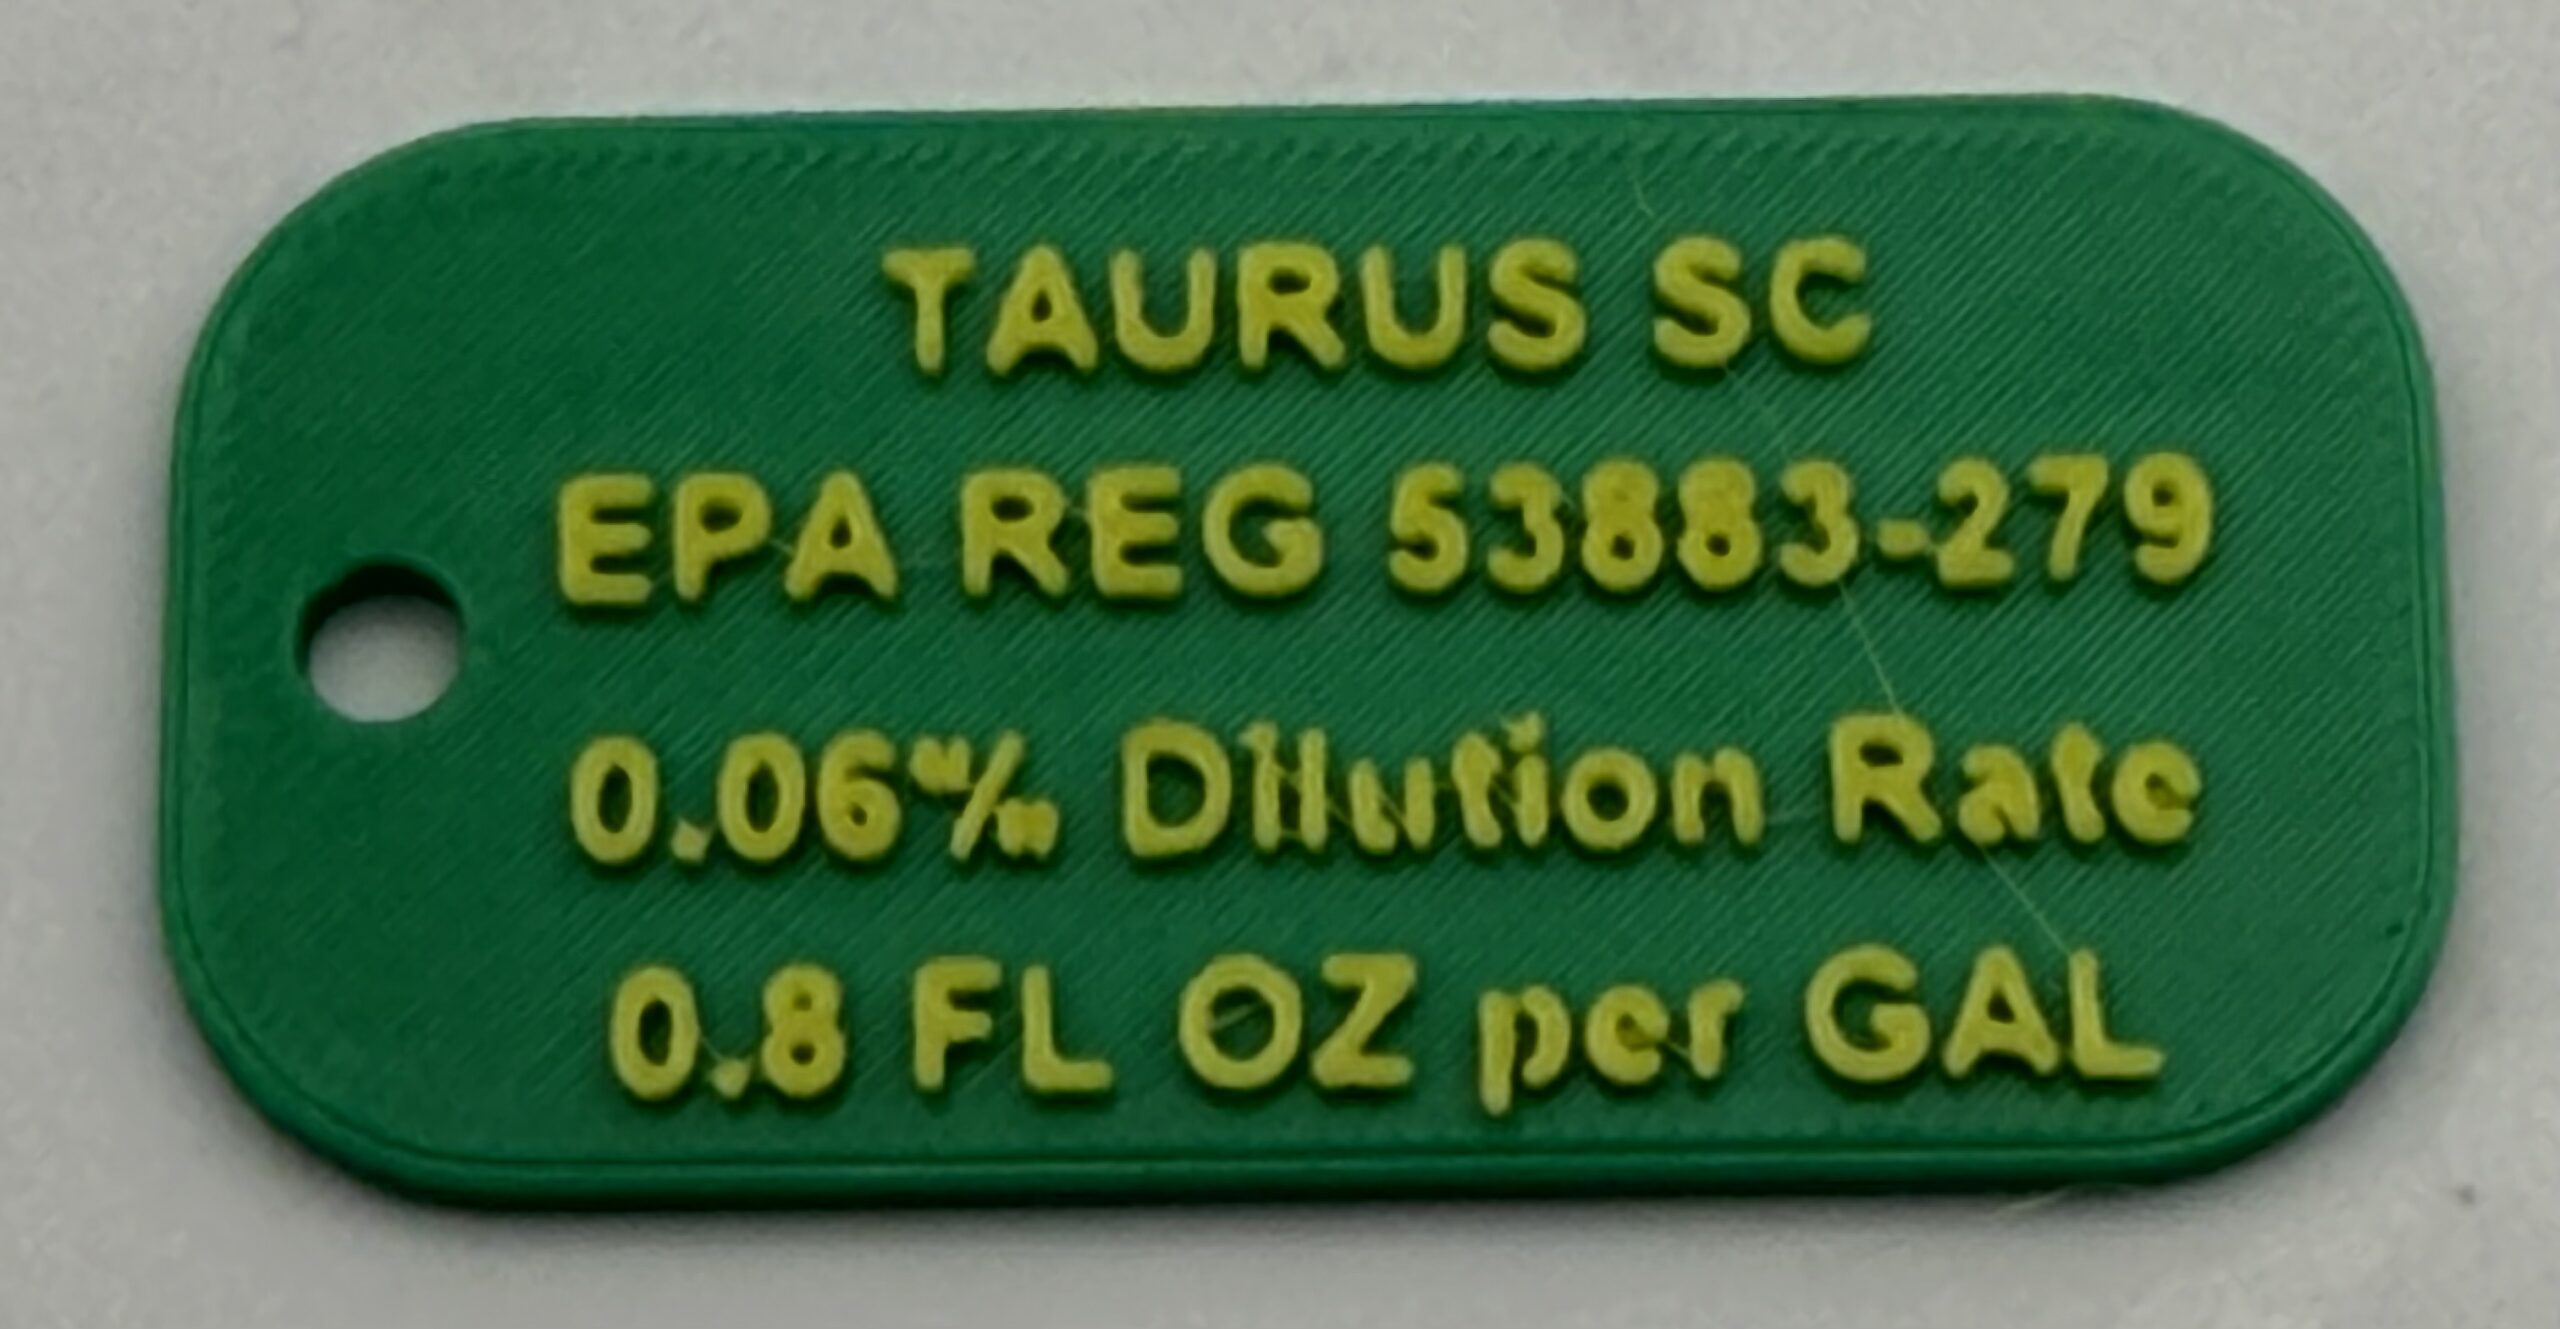 TAURUS SC
EPA REG 53883-279
0.06% Dilution Rate
0.8 FL OZ per GAL